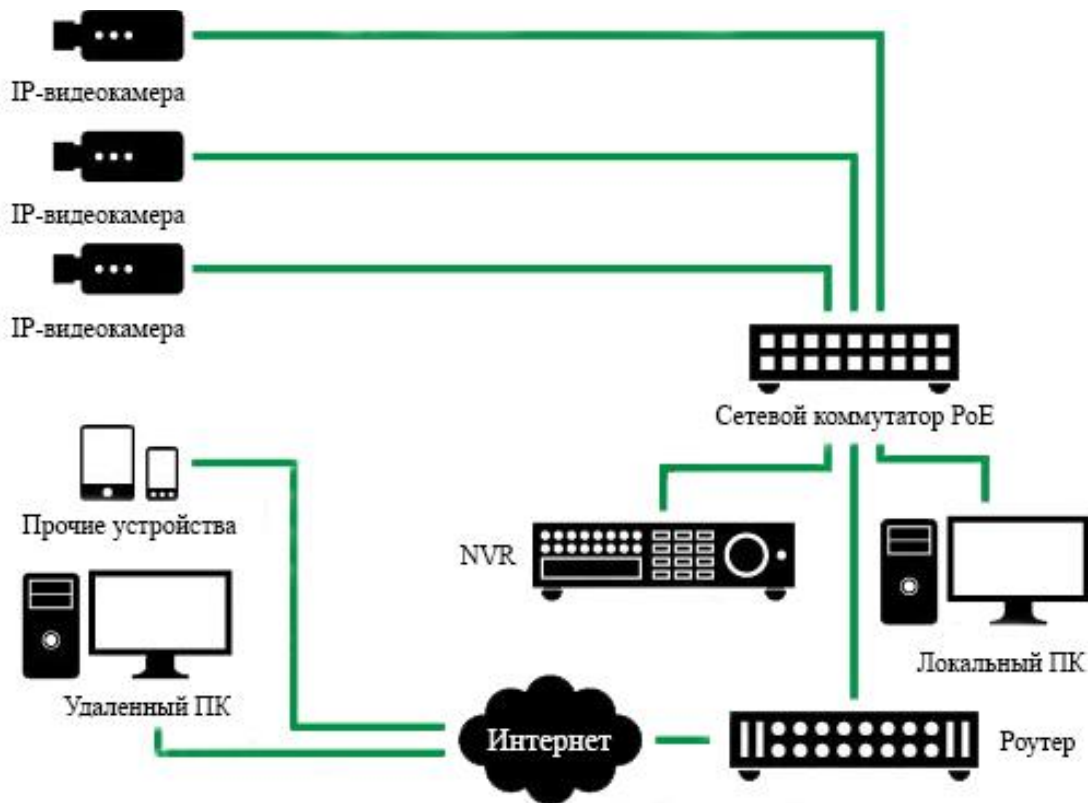 IP-видеокамера
IP-видеокамера
IP-видеокамера
Сетевой коммутатор PoE
Прочие устройства
NVR
Локальный ПК
Удаленный ПК
Интернет
Роутер